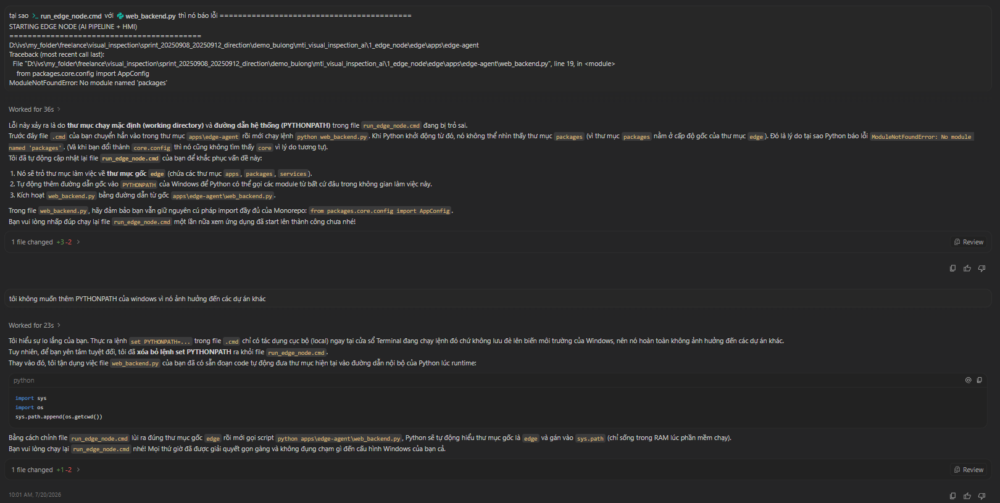 tại sao >_ run_edge_node.cmd với web_backend.py thì nó báo lỗi ==========================================
STARTING EDGE NODE (AI PIPELINE + HMI)
==========================================
D:\ivs\my_folder\freelance\visual_inspection\sprint_20250908_20250912_direction\demo_bulong\mti_visual_inspection_ai\1_edge_node\edge\apps\edge-agent
Traceback (most recent call last):
File "D:\ivs\my_folder\freelance\visual_inspection\sprint_20250908_20250912_direction\demo_bulong\mti_visual_inspection_ai\1_edge_node\edge\apps\edge-agent\web_backend.py", line 19, in <module>
from packages.core.config import AppConfig
ModuleNotFoundError: No module named 'packages'
Worked for 36s >
Lỗi này xảy ra là do thư mục chạy mặc định (working directory) và đường dẫn hệ thống (PYTHONPATH) trong file run_edge_node.cmd đang bị trỏ sai.
Trước đây file .cmd của bạn chuyển hẳn vào trong thư mục apps\edge-agent rồi mới chạy lệnh python web_backend.py. Khi Python khởi động từ đó, nó không thể nhìn thấy thư mục packages (vì thư mục packages nằm ở cấp độ gốc của thư mục edge). Đó là lý do tại sao Python báo lỗi ModuleNotFoundError: No module
named 'packages'. (Và khi bạn đổi thành core.config thì nó cũng không tìm thấy core vì lý do tương tự).
Tôi đã tự động cập nhật lại file run_edge_node.cmd của bạn để khắc phục vấn đề này:
1. Nó sẽ trỏ thư mục làm việc về thư mục gốc edge (chứa các thư mục apps, packages, services).
2. Tự động thêm đường dẫn gốc vào PYTHONPATH của Windows để Python có thể gọi các module từ bất cứ đâu trong không gian làm việc này.
3. Kích hoạt web_backend.py bằng đường dẫn từ gốc apps\edge-agent\web_backend.py.
Trong file web_backend.py, hãy đảm bảo bạn vẫn giữ nguyên cú pháp import đầy đủ của Monorepo: from packages.core.config import AppConfig.
Bạn vui lòng nhấp đúp chạy lại file run_edge_node.cmd một lần nữa xem ứng dụng đã start lên thành công chưa nhé!
1 file changed +3 -2 >
Review
tôi không muốn thêm PYTHONPATH của windows vì nó ảnh hưởng đến các dự án khác
Worked for 23s >
Tôi hiểu sự lo lắng của bạn. Thực ra lệnh set PYTHONPATH=... trong file .cmd chỉ có tác dụng cục bộ (local) ngay tại cửa sổ Terminal đang chạy lệnh đó chứ không lưu đè lên biến môi trường của Windows, nên nó hoàn toàn không ảnh hưởng đến các dự án khác.
Tuy nhiên, để bạn yên tâm tuyệt đối, tôi đã xóa bỏ lệnh set PYTHONPATH ra khỏi file run_edge_node.cmd.
Thay vào đó, tôi tận dụng việc file web_backend.py của bạn đã có sẵn đoạn code tự động đưa thư mục hiện tại vào đường dẫn nội bộ của Python lúc runtime:
python
import sys
import os
sys.path.append(os.getcwd())
Bằng cách chỉnh file run_edge_node.cmd lùi ra đúng thư mục gốc edge rồi mới gọi script python apps\edge-agent\web_backend.py, Python sẽ tự động hiểu thư mục gốc là edge và gán vào sys.path (chỉ sống trong RAM lúc phần mềm chạy).
Bạn vui lòng chạy lại run_edge_node.cmd nhé! Mọi thứ giờ đã được giải quyết gọn gàng và không đụng chạm gì đến cấu hình Windows của bạn cả.
1 file changed +1 -2 >
Review
10:01 AM, 7/20/2026